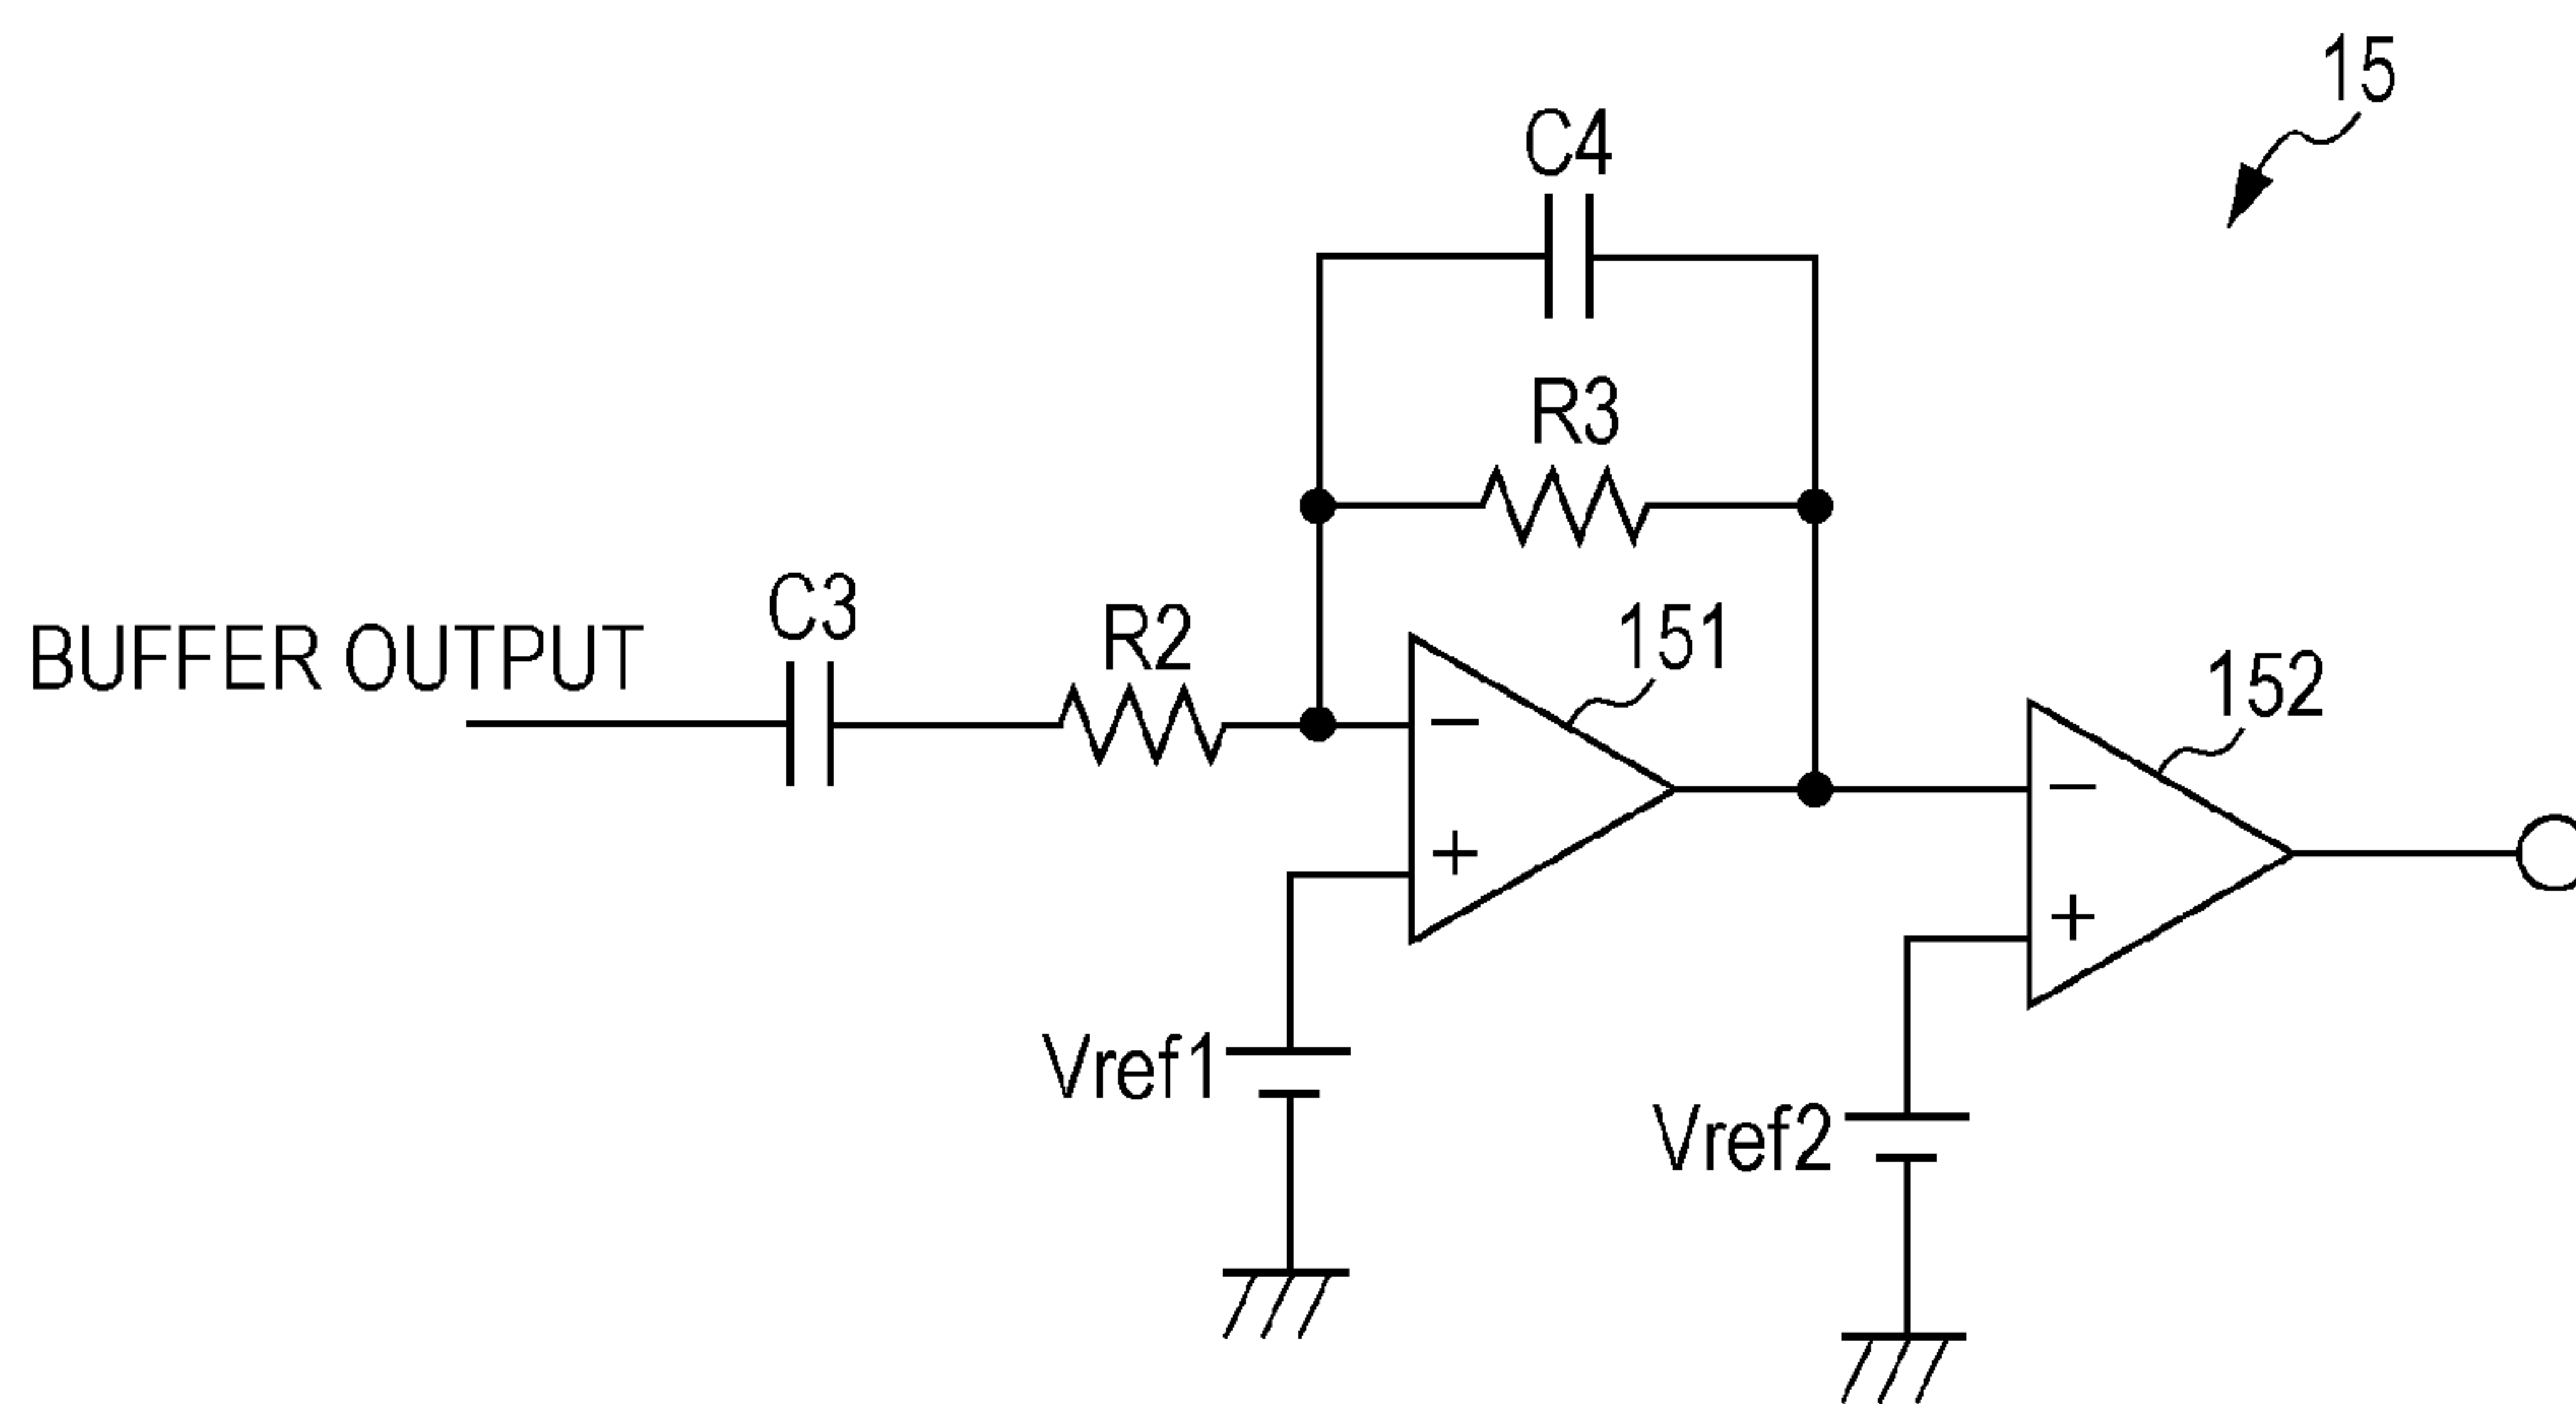 15
C4
R3
C3
R2
151
BUFFER OUTPUT
152
−
+
−
+
Vref1
Vref2